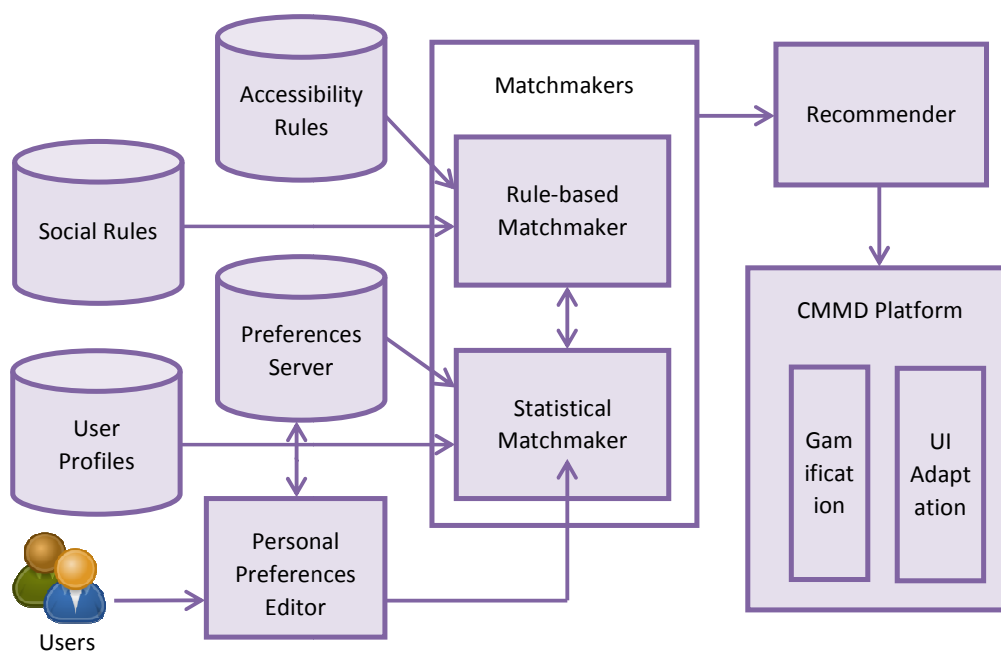 Accessibility
Rules
Matchmakers
Recommender
Social Rules
Rule-based
Matchmaker
Preferences
Server
CMMD Platform
User
Profiles
Statistical
Matchmaker
Gam
ificat
ion
UI
Adapt
ation
Personal
Preferences
Editor
Users